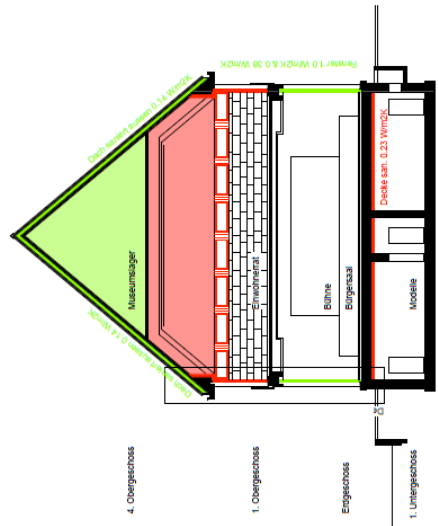 Fenster 1.0 W/m2K & 0.38 W/m2K
Dach saniert aussen 0.14 W/m2K
Decke san. 0.23 W/m2K
Museumslager
Einwohnerrat
Bühne
Bürgersaal
Modelle
4. Obergeschoss
1. Obergeschoss
Erdgeschoss
1. Untergeschoss